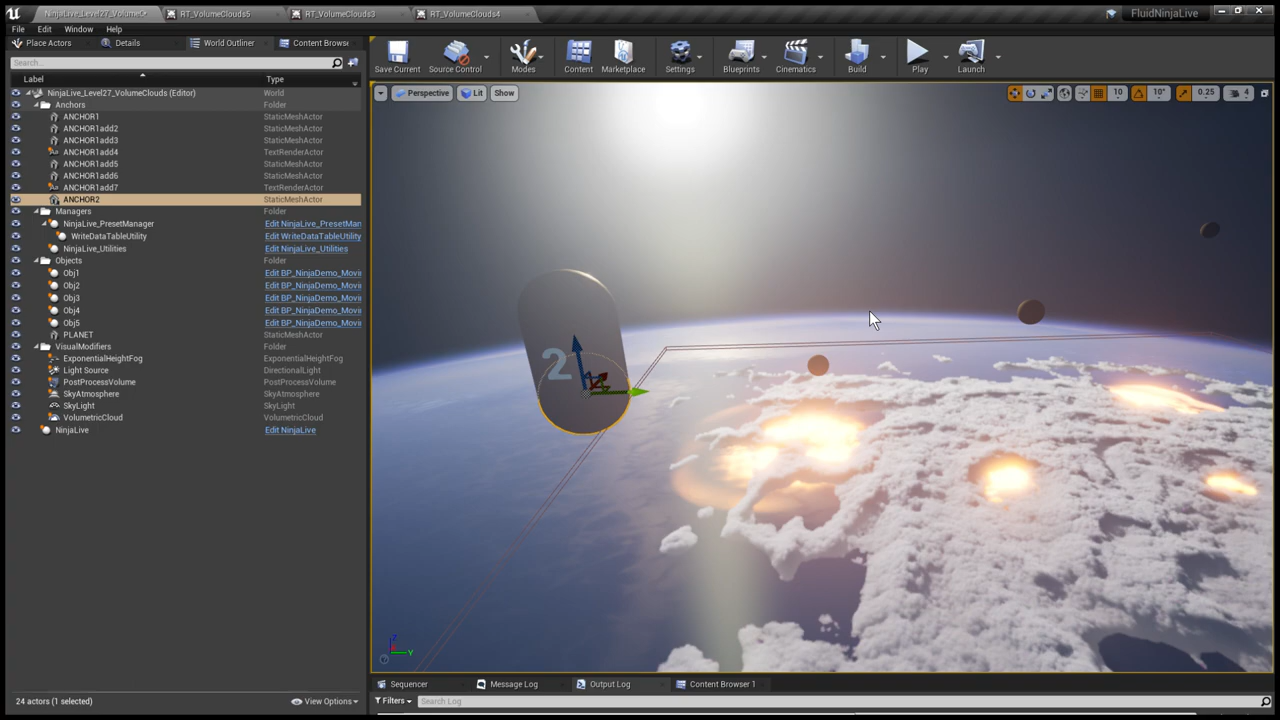 NinjaLive_Level27_VolumeC
RT_VolumeClouds5
RT_VolumeClouds3
RT_VolumeClouds4
FluidNinjaLive
File Edit Window Help
Place Actors
Details
World Outliner
Content Browse
Save Current
Source Control
Modes
Content
Marketplace
Settings
Blueprints
Cinematics
Build
Play
Launch
Search...
Perspective
Lit
Show
10
10°
0.25
4
Label Type
NinjaLive_Level27_VolumeClouds (Editor) World
Anchors Folder
ANCHOR1 StaticMeshActor
ANCHOR1add2 StaticMeshActor
ANCHOR1add3 StaticMeshActor
ANCHOR1add4 TextRenderActor
ANCHOR1add5 StaticMeshActor
ANCHOR1add6 StaticMeshActor
ANCHOR1add7 TextRenderActor
ANCHOR2 StaticMeshActor
Managers Folder
NinjaLive_PresetManager Edit NinjaLive_PresetMan
WriteDataTableUtility Edit WriteDataTableUtility
NinjaLive_Utilities Edit NinjaLive_Utilities
Objects Folder
Obj1 Edit BP_NinjaDemo_Movi
Obj2 Edit BP_NinjaDemo_Movi
Obj3 Edit BP_NinjaDemo_Movi
Obj4 Edit BP_NinjaDemo_Movi
Obj5 Edit BP_NinjaDemo_Movi
PLANET StaticMeshActor
VisualModifiers Folder
ExponentialHeightFog ExponentialHeightFog
Light Source DirectionalLight
PostProcessVolume PostProcessVolume
SkyAtmosphere SkyAtmosphere
SkyLight SkyLight
VolumetricCloud VolumetricCloud
NinjaLive Edit NinjaLive
2
Z
Y
24 actors (1 selected)
View Options
Sequencer
Message Log
Output Log
Content Browser 1
Filters
Search Log